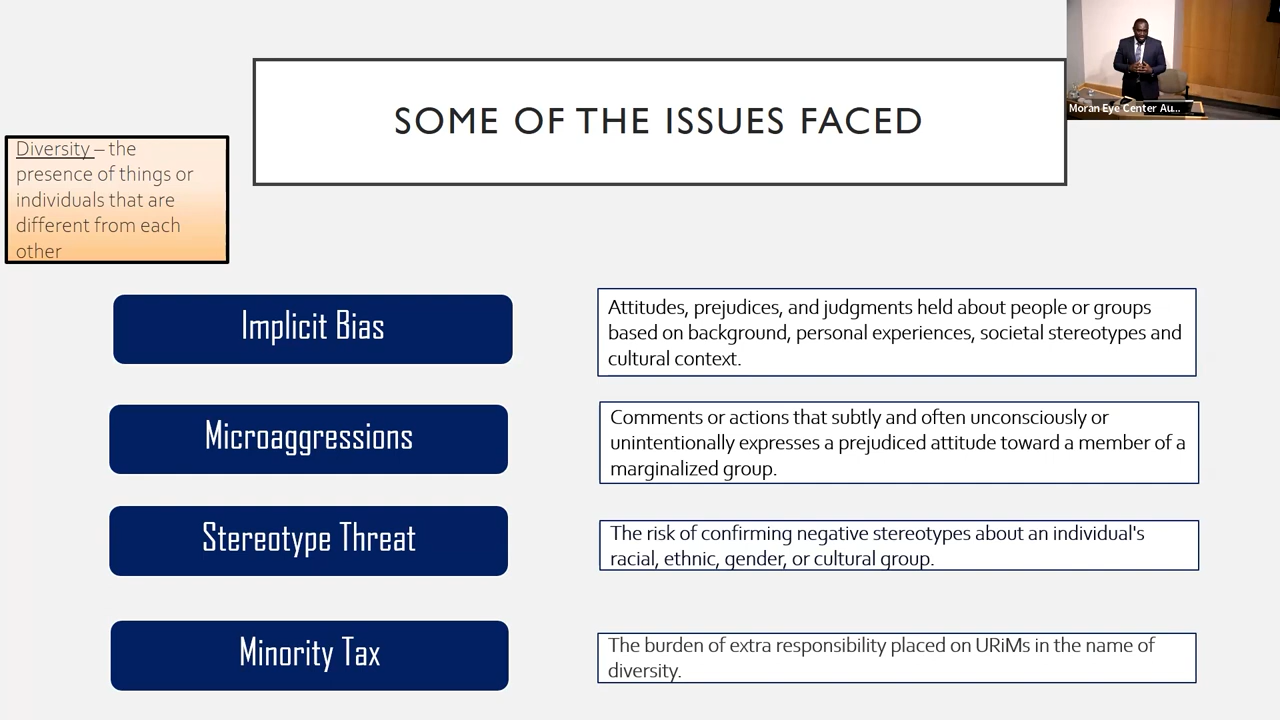 SOME OF THE ISSUES FACED
Moran Eye Center Au...
Diversity – the
presence of things or
individuals that are
different from each
other
Implicit Bias
Attitudes, prejudices, and judgments held about people or groups
based on background, personal experiences, societal stereotypes and
cultural context.
Microaggressions
Comments or actions that subtly and often unconsciously or
unintentionally expresses a prejudiced attitude toward a member of a
marginalized group.
Stereotype Threat
The risk of confirming negative stereotypes about an individual's
racial, ethnic, gender, or cultural group.
Minority Tax
The burden of extra responsibility placed on URiMs in the name of
diversity.